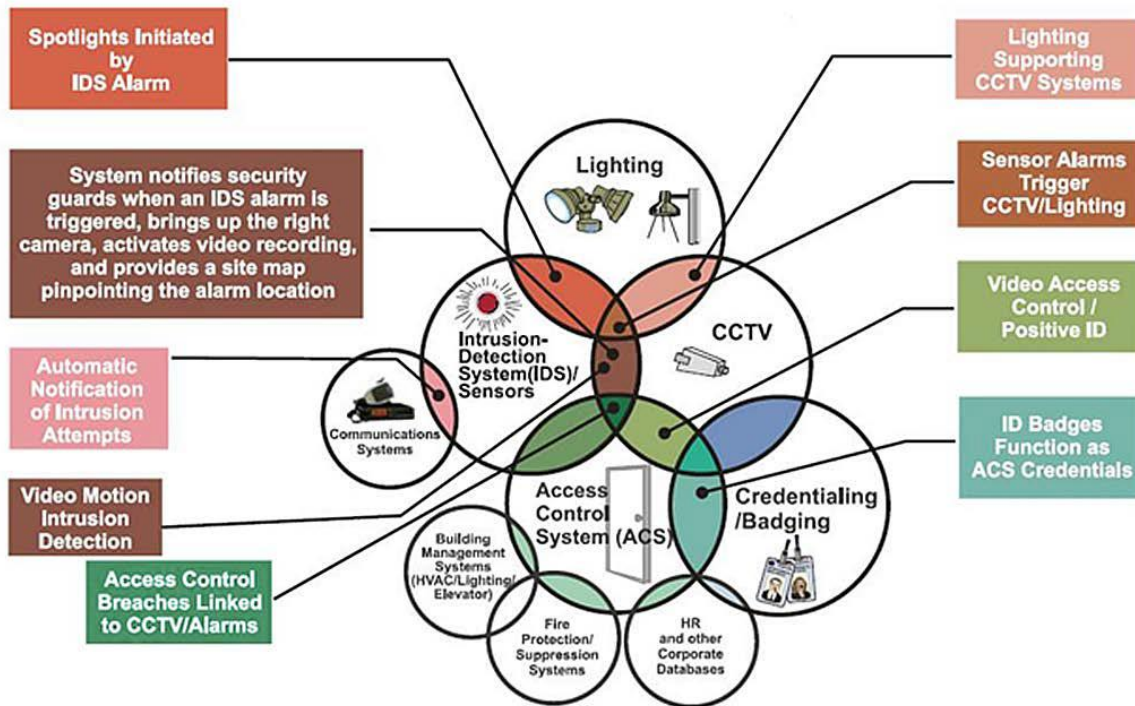 Spotlights Initiated
by
IDS Alarm
Lighting
Supporting
CCTV Systems
System notifies security
guards when an IDS alarm is
triggered, brings up the right
camera, activates video recording,
and provides a site map
pinpointing the alarm location
Lighting
Sensor Alarms
Trigger
CCTV/Lighting
Video Access
Control /
Positive ID
CCTV
Intrusion-
Detection
System(IDS)/
Sensors
Automatic
Notification
of Intrusion
Attempts
Communications
Systems
ID Badges
Function as
ACS Credentials
Video Motion
Intrusion
Detection
Access
Control
System (ACS)
Credentialing
/Badging
Building
Management
Systems
(HVAC/Lighting/
Elevator)
Access Control
Breaches Linked
to CCTV/Alarms
Fire
Protection/
Suppression
Systems
HR
and other
Corporate
Databases